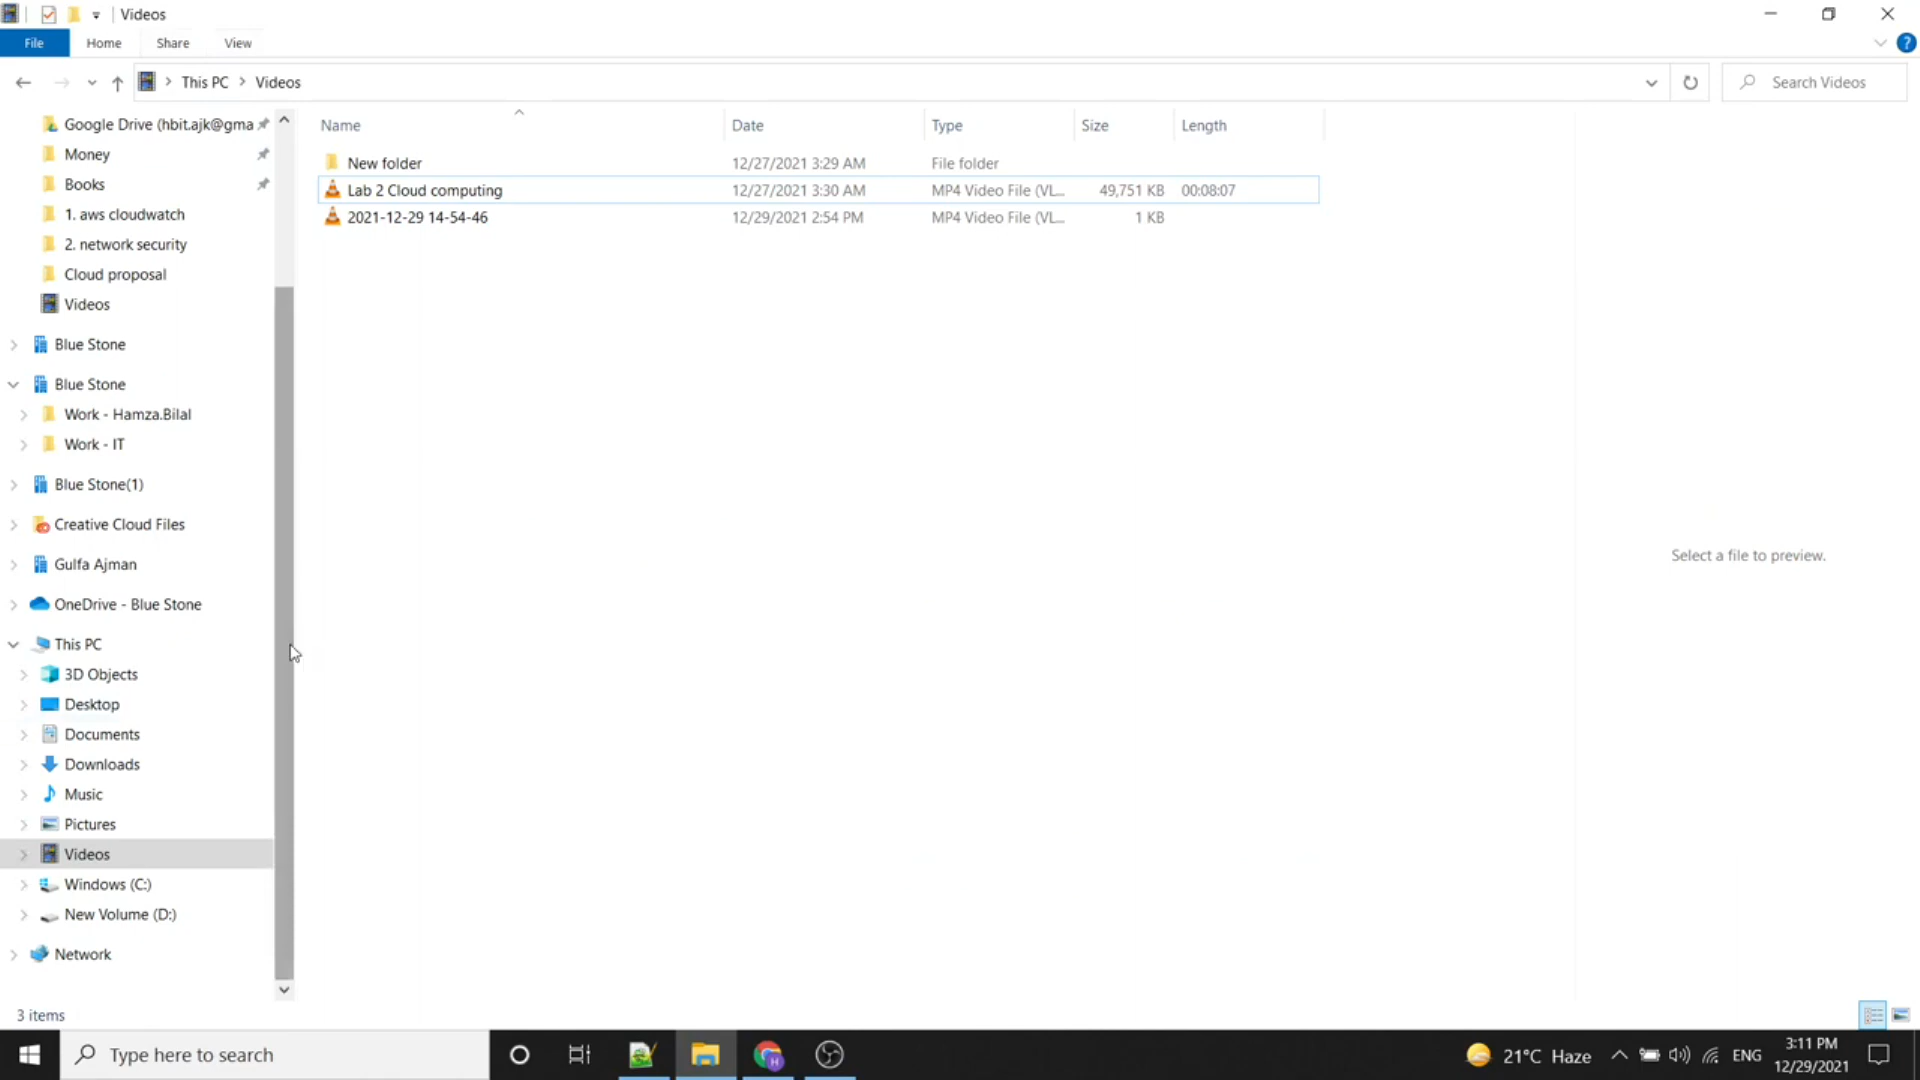 Videos
File Home Share View
This PC Videos Search Videos
Name Date Type Size Length
New folder 12/27/2021 3:29 AM File folder
Lab 2 Cloud computing 12/27/2021 3:30 AM MP4 Video File (VL... 49,751 KB 00:08:07
2021-12-29 14-54-46 12/29/2021 2:54 PM MP4 Video File (VL... 1 KB
Google Drive (hbit.ajk@gma
Money
Books
1. aws cloudwatch
2. network security
Cloud proposal
Videos
Blue Stone
Blue Stone
Work - Hamza.Bilal
Work - IT
Blue Stone(1)
Creative Cloud Files
Gulfa Ajman
OneDrive - Blue Stone
This PC
3D Objects
Desktop
Documents
Downloads
Music
Pictures
Videos
Windows (C:)
New Volume (D:)
Network
Select a file to preview.
3 items
Type here to search
H
21°C Haze
ENG
3:11 PM
12/29/2021